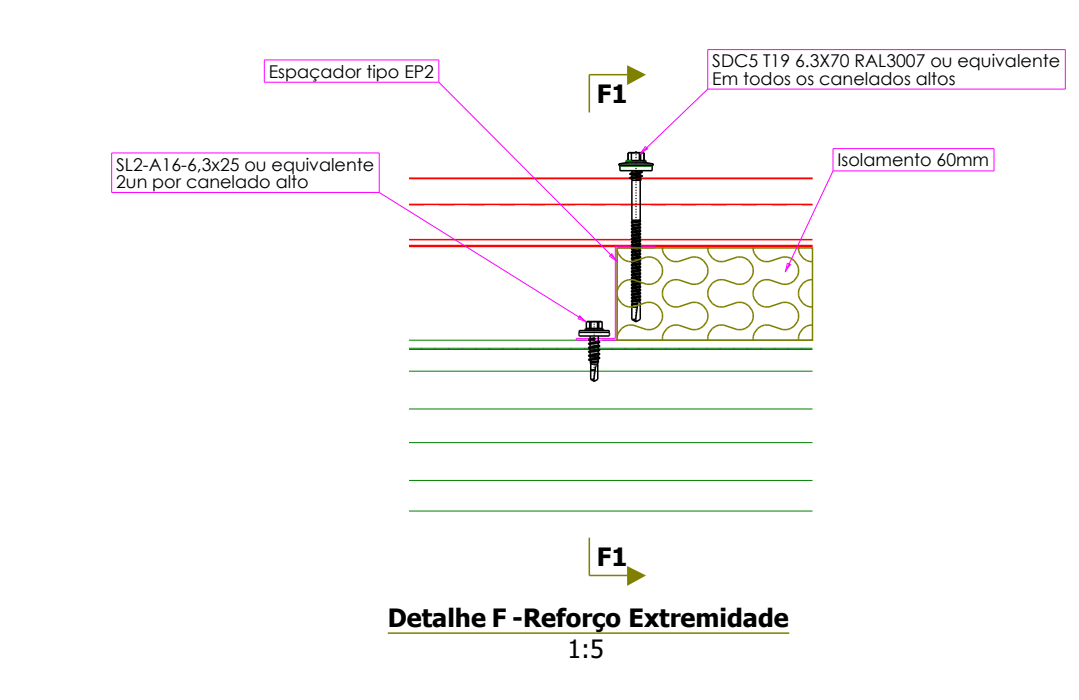 SDC5 T19 6.3X70 RAL3007 ou equivalente
Em todos os canelados altos
Espaçador tipo EP2
F1
SL2-A16-6,3x25 ou equivalente
2un por canelado alto
Isolamento 60mm
F1
Detalhe F -Reforço Extremidade
1:5